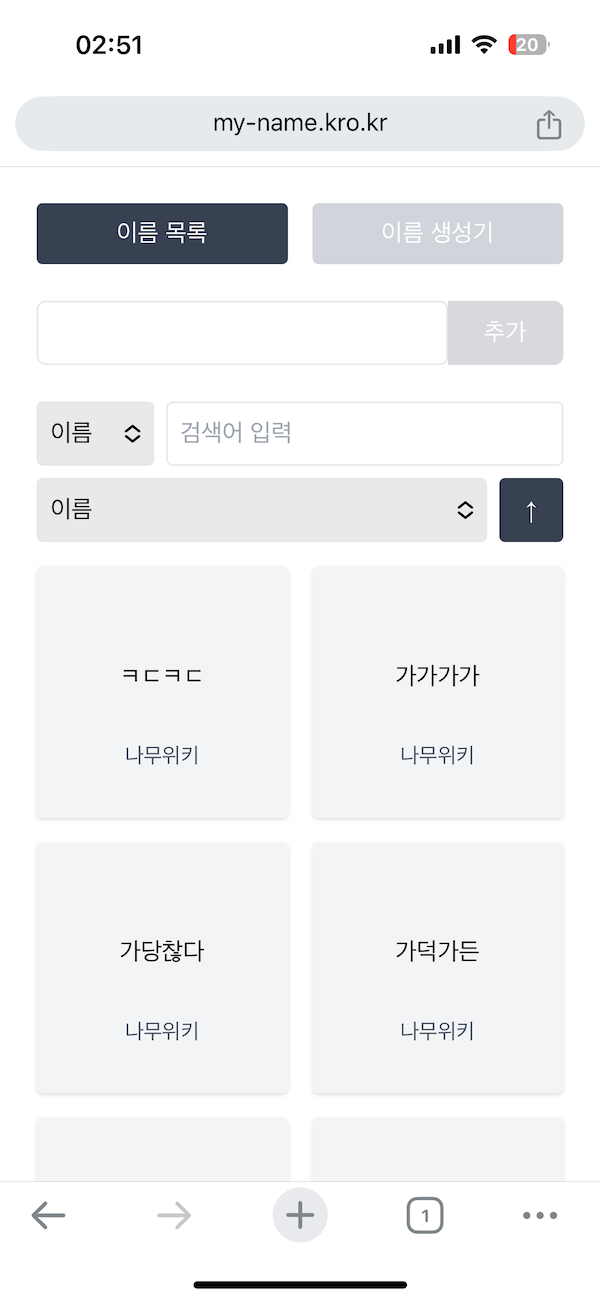 02:51
20
my-name.kro.kr
이름 목록
이름 생성기
추가
이름
검색어 입력
이름
↑
ㅋㄷㅋㄷ
가가가가
나무위키
나무위키
가당찮다
가덕가든
나무위키
나무위키
1